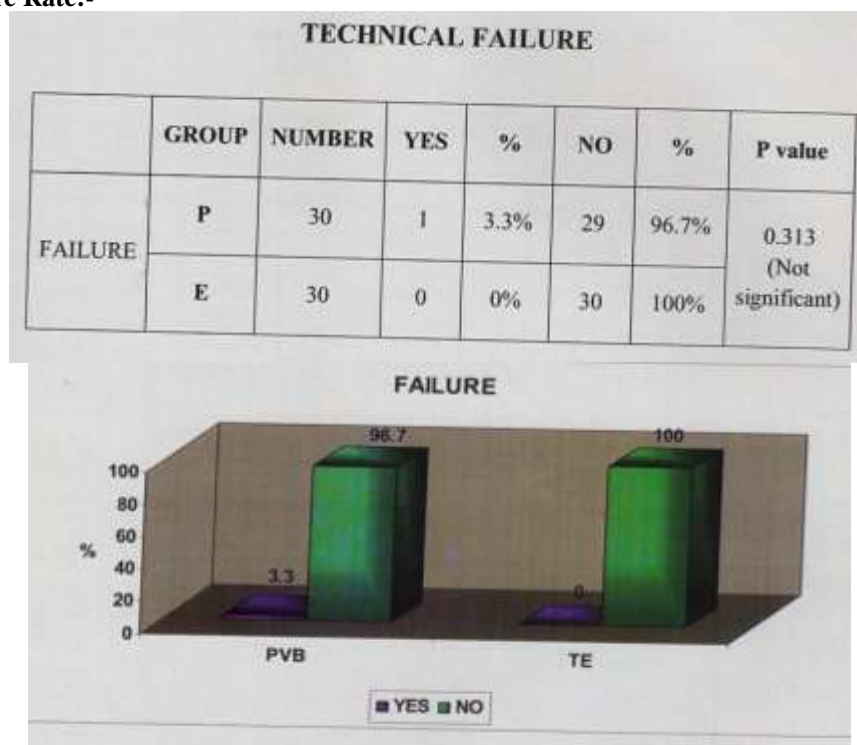 re Rate:-
TECHNICAL FAILURE
GROUP NUMBER YES % NO % P value
FAILURE P 30 1 3.3% 29 96.7% 0.313 (Not significant)
E 30 0 0% 30 100%
FAILURE
96.7 100
100
80
60
40
20
0
%
3.3 0
PVB TE
YES NO